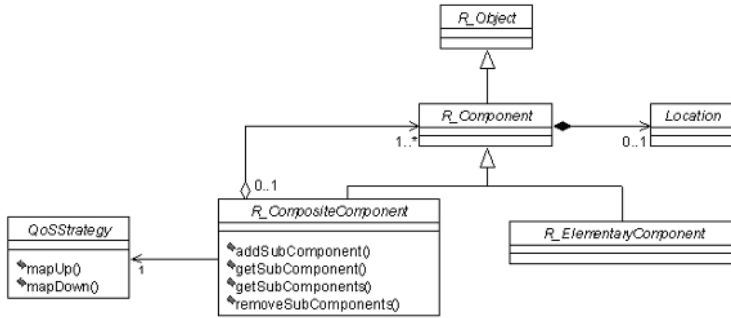 R_Object
R_Component
Location
1..*
0..1
0..1
R_CompositeComponent
QoSStrategy
R_ElementaryComponent
addSubComponent()
mapUp()
1
getSubComponent()
mapDown()
getSubComponents()
removeSubComponents()